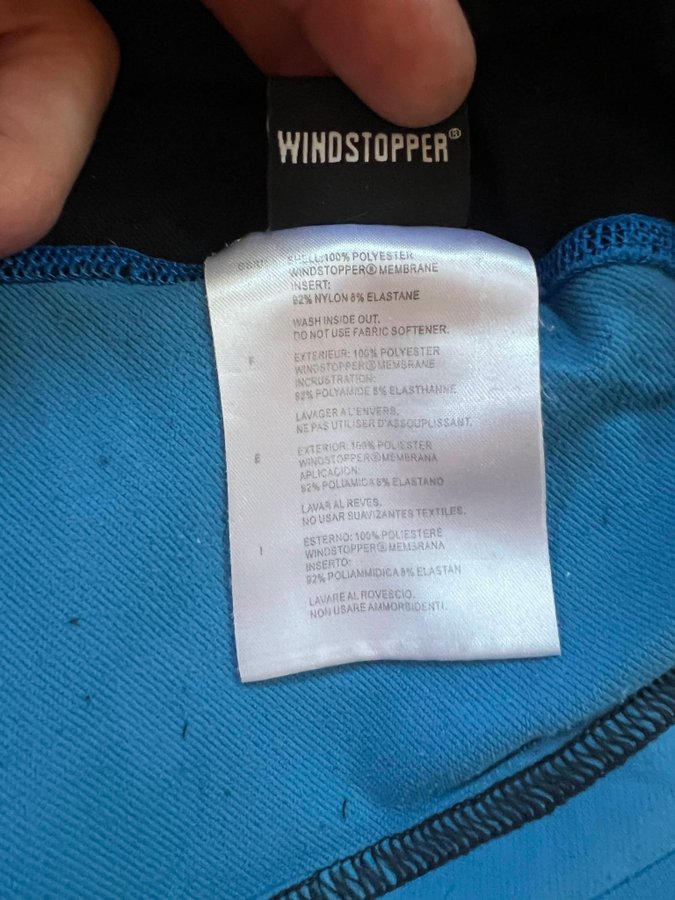 WINDSTOPPER®
SHELL:100% POLYESTER
WINDSTOPPER® MEMBRANE
INSERT:
92% NYLON 8% ELASTANE
WASH INSIDE OUT.
DO NOT USE FABRIC SOFTENER.
F EXTERIEUR: 100% POLYESTER
WINDSTOPPER® MEMBRANE
INCRUSTRATION:
92% POLYAMIDE 8% ELASTHANNE
LAVAGER A L'ENVERS.
NE PAS UTILISER D'ASSOUPLISSANT.
E EXTERIOR: 100% POLIESTER
WINDSTOPPER® MEMBRANA
APLICACION:
92% POLIAMIDA 8% ELASTANO
LAVAR AL REVES.
NO USAR SUAVIZANTES TEXTILES.
I ESTERNO: 100% POLIESTERE
WINDSTOPPER® MEMBRANA
INSERTO:
92% POLIAMMIDICA 8% ELASTAN
LAVARE AL ROVESCIO.
NON USARE AMMORBIDENTI.